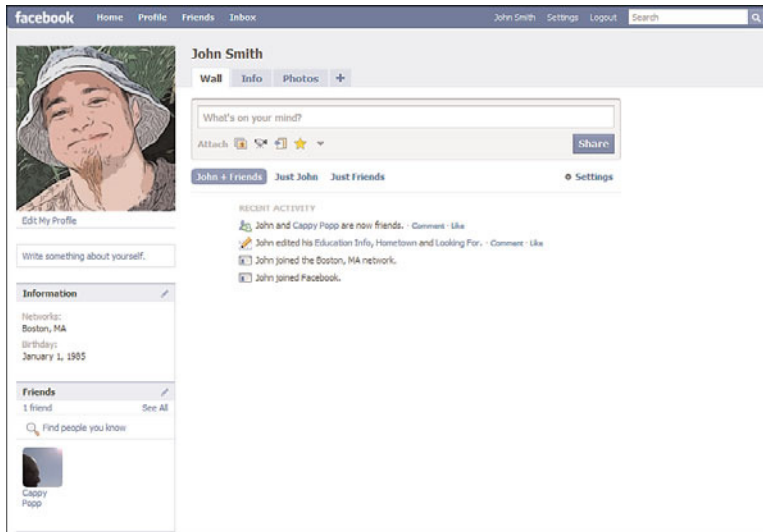 facebook Home Profile Friends Inbox John Smith Settings Logout Search
John Smith
Wall Info Photos +
What's on your mind?
Attach Share
John + Friends Just John Just Friends Settings
RECENT ACTIVITY
John and Cappy Popp are now friends. · Comment · Like
John edited his Education Info, Hometown and Looking For. · Comment · Like
John joined the Boston, MA network.
John joined Facebook.
Edit My Profile
Write something about yourself.
Information
Networks:
Boston, MA
Birthday:
January 1, 1985
Friends
1 friend See All
Find people you know
Cappy
Popp